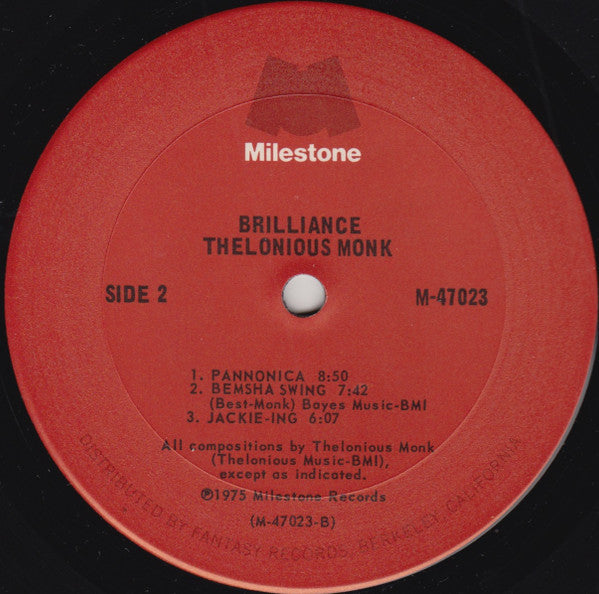 Milestone
BRILLIANCE
THELONIOUS MONK
SIDE 2
M-47023
1. PANNONICA 8:50
2. BEMSHA SWING 7:42
(Best-Monk) Bayes Music-BMI
3. JACKIE-ING 6:07
All compositions by Thelonious Monk
(Thelonious Music-BMI),
except as indicated.
℗1975 Milestone Records
(M-47023-B)
DISTRIBUTED BY FANTASY RECORDS, BERKELEY, CALIFORNIA